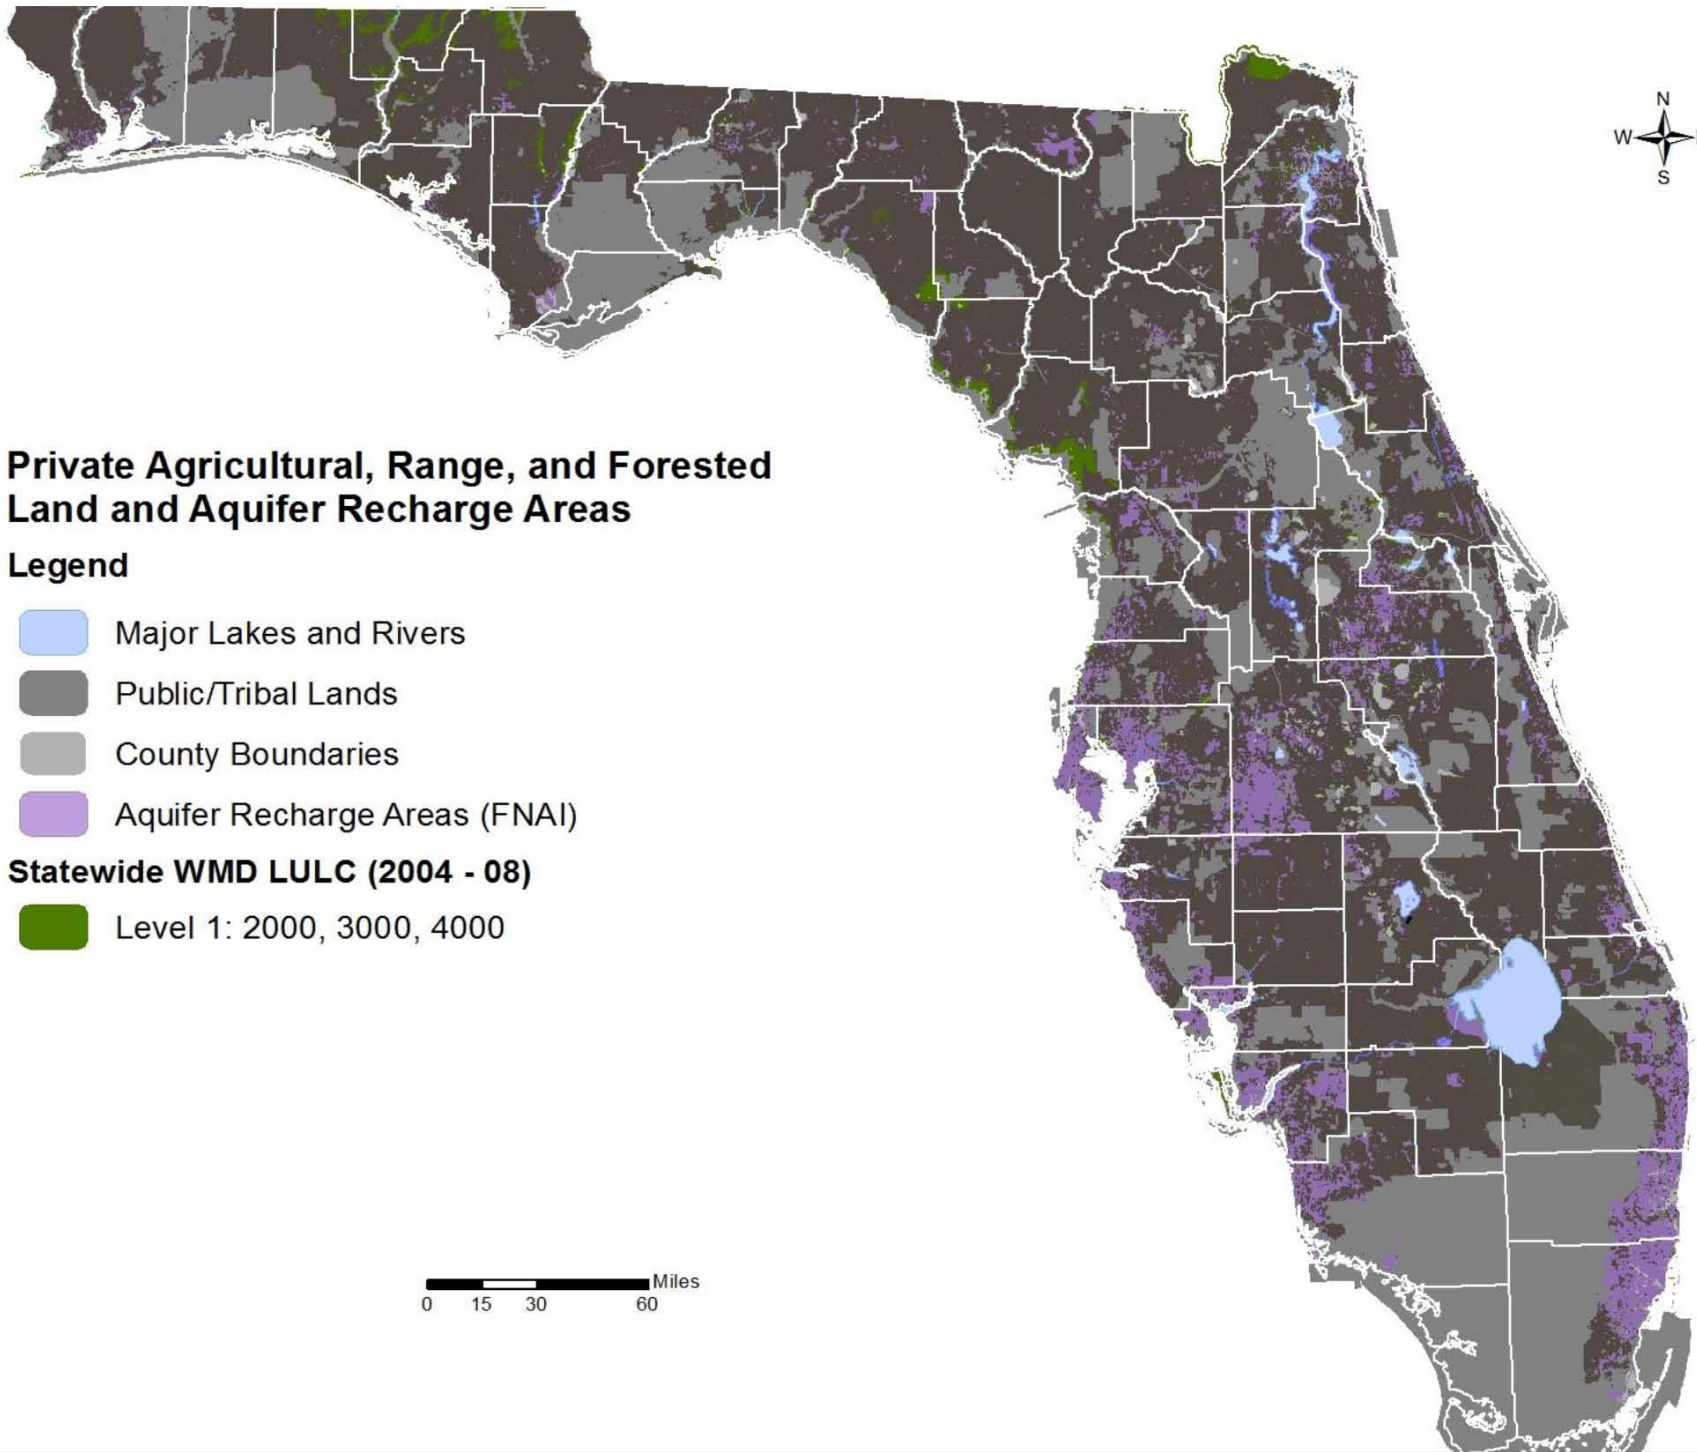 N
W
S
Private Agricultural, Range, and Forested
Land and Aquifer Recharge Areas
Legend
Major Lakes and Rivers
Public/Tribal Lands
County Boundaries
Aquifer Recharge Areas (FNAI)
Statewide WMD LULC (2004 - 08)
Level 1: 2000, 3000, 4000
Miles
0 15 30 60